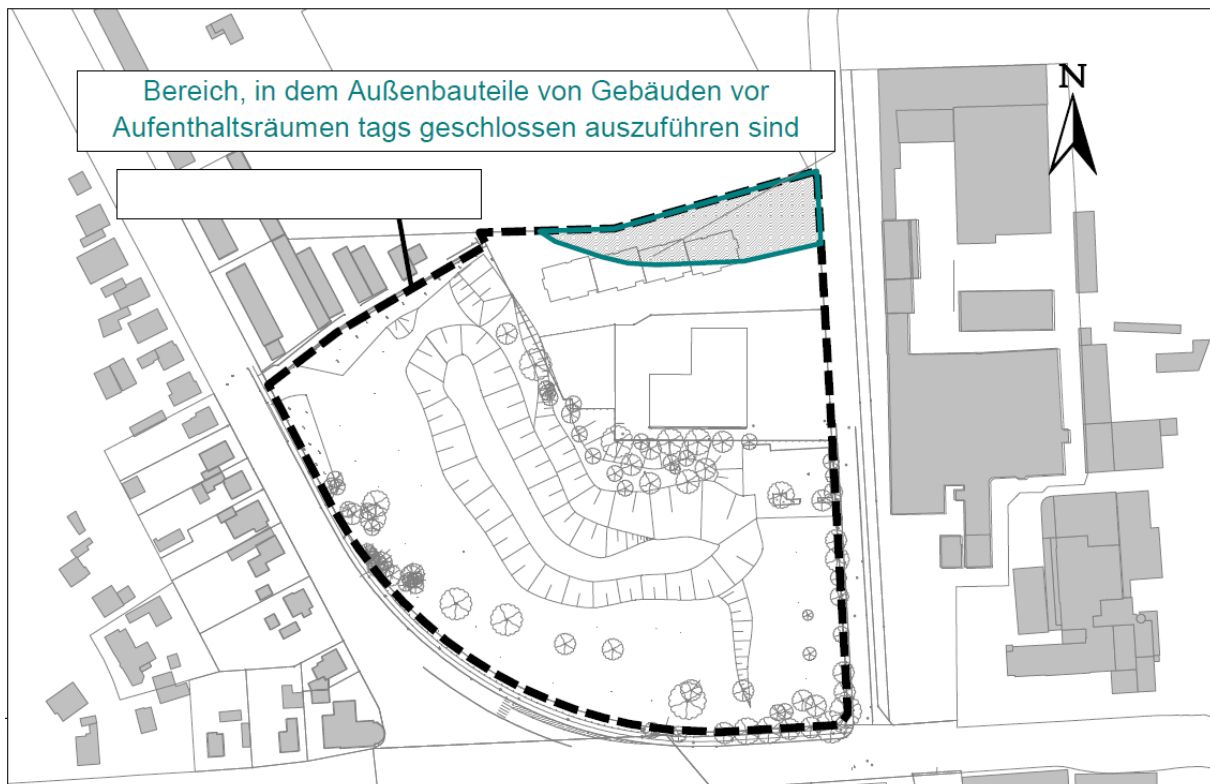 Bereich, in dem Außenbauteile von Gebäuden vor
Aufenthaltsräumen tags geschlossen auszuführen sind
N